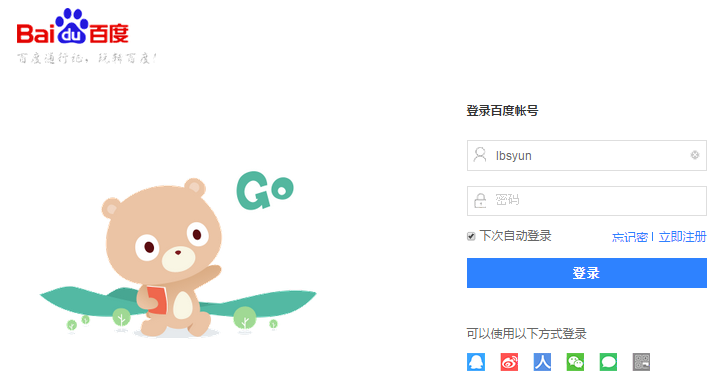 Bai du 百度
百度通行证，玩转百度！
Go
登录百度帐号
lbsyun
密码
下次自动登录
忘记密 | 立即注册
登录
可以使用以下方式登录